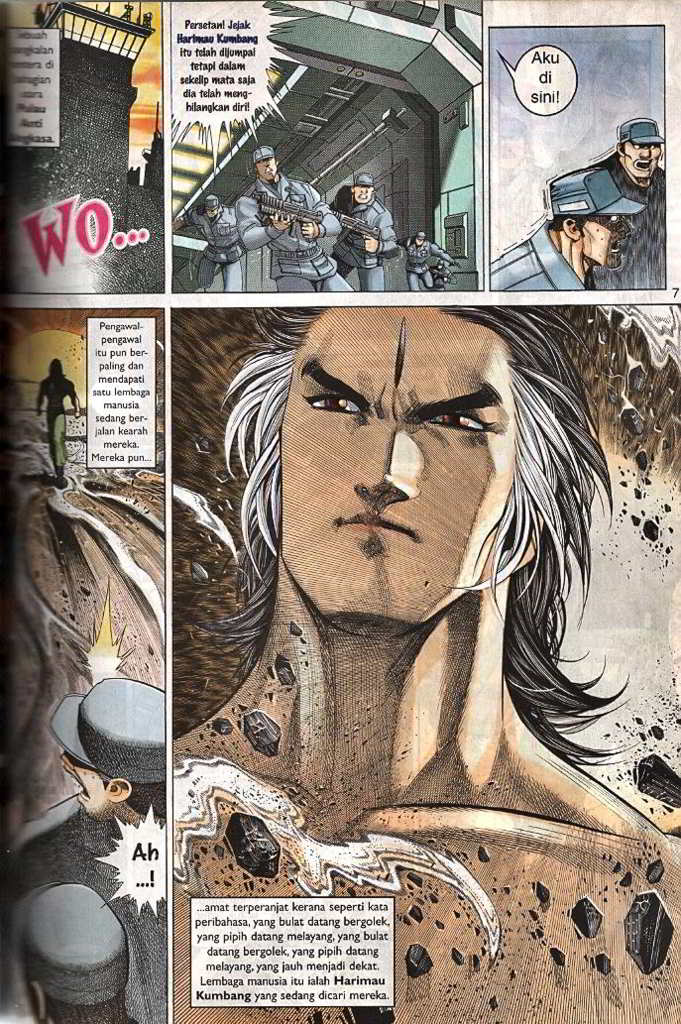 tentera di
utara
Pulau
WO...
Persetan! Jejak
Harimau Kumbang
itu telah dijumpai
tetapi dalam
sekelip mata saja
dia telah meng-
hilangkan diri!
Aku
di
sini!
7
Pengawal-
pengawal
itu pun ber-
paling dan
mendapati
satu lembaga
manusia
sedang ber-
jalan kearah
mereka.
Mereka pun...
Ah
...!
...amat terperanjat kerana seperti kata
peribahasa, yang bulat datang bergolek,
yang pipih datang melayang, yang bulat
datang bergolek, yang pipih datang
melayang, yang jauh menjadi dekat.
Lembaga manusia itu ialah Harimau
Kumbang yang sedang dicari mereka.